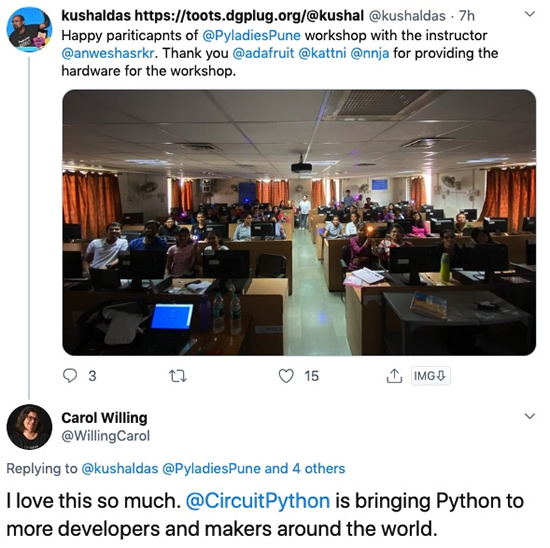 kushaldas https://toots.dgplug.org/@kushal @kushaldas · 7h
Happy pariticapnts of @PyladiesPune workshop with the instructor
@anweshasrkr. Thank you @adafruit @kattni @nnja for providing the
hardware for the workshop.
3
15
IMG
Carol Willing
@WillingCarol
Replying to @kushaldas @PyladiesPune and 4 others
I love this so much. @CircuitPython is bringing Python to
more developers and makers around the world.